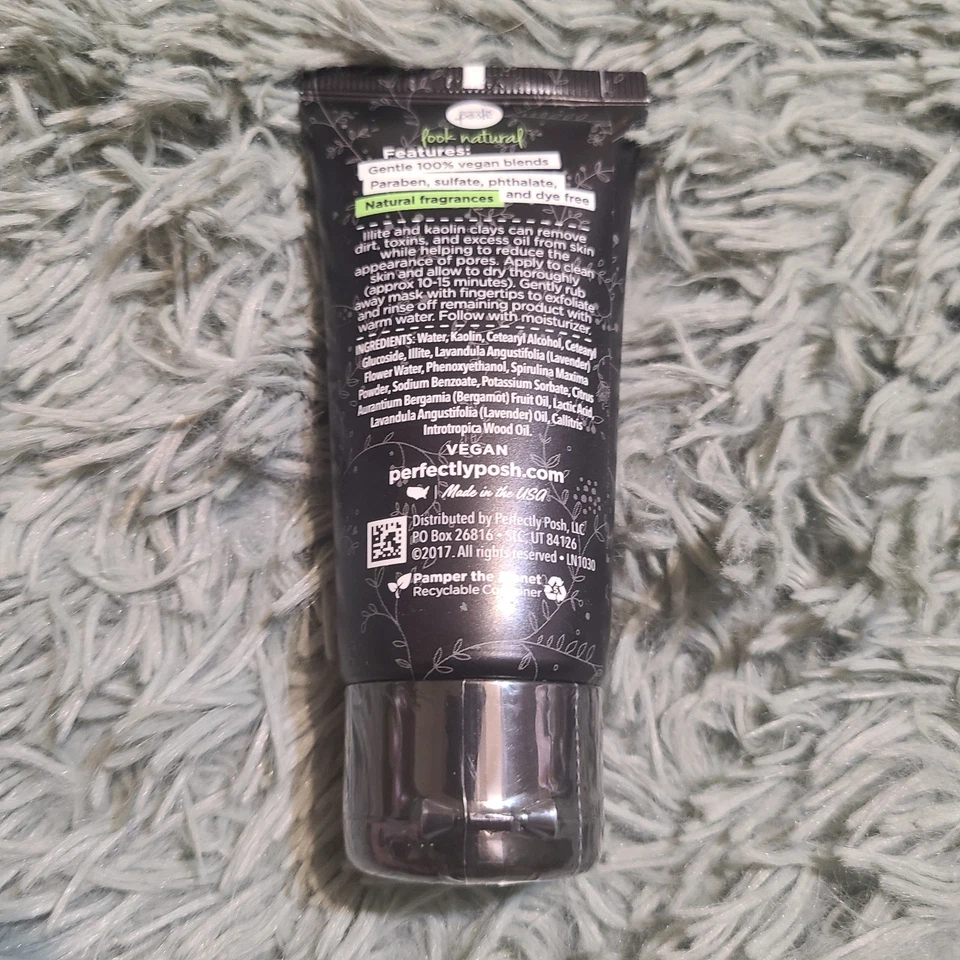 posh
look natural
Features:
Gentle 100% vegan blends
Paraben, sulfate, phthalate,
Natural fragrances and dye free
Illite and kaolin clays can remove
dirt, toxins, and excess oil from skin
while helping to reduce the
appearance of pores. Apply to clean
skin and allow to dry thoroughly
(approx 10-15 minutes). Gently rub
away mask with fingertips to exfoliate
and rinse off remaining product with
warm water. Follow with moisturizer.
INGREDIENTS: Water, Kaolin, Cetearyl Alcohol, Cetearyl
Glucoside, Illite, Lavandula Angustifolia (Lavender)
Flower Water, Phenoxyethanol, Spirulina Maxima
Powder, Sodium Benzoate, Potassium Sorbate, Citrus
Aurantium Bergamia (Bergamot) Fruit Oil, Lactic Acid,
Lavandula Angustifolia (Lavender) Oil, Callitris
Introtropica Wood Oil.
VEGAN
perfectlyposh.com
Made in the USA
Distributed by Perfectly Posh, LLC
PO Box 26816 • SLC, UT 84126
©2017. All rights reserved • LN1030
Pamper the Planet
Recyclable Container 5